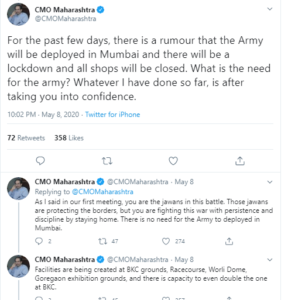 CMO Maharashtra
@CMOMaharashtra
For the past few days, there is a rumour that the Army
will be deployed in Mumbai and there will be a
lockdown and all shops will be closed. What is the need
for the army? Whatever I have done so far, is after
taking you into confidence.
10:02 PM · May 8, 2020 · Twitter for iPhone
72 Retweets 358 Likes
CMO Maharashtra @CMOMaharashtra · May 8
Replying to @CMOMaharashtra
As I said in our first meeting, you are the jawans in this battle. Those jawans
are protecting the borders, but you are fighting this war with persistence and
discipline by staying home. There is no need for the Army to deployed in
Mumbai.
2 47 274
CMO Maharashtra @CMOMaharashtra · May 8
Facilities are being created at BKC grounds, Racecourse, Work Dome,
Goregaon exhibition grounds, and there is capacity to even double the one
at BKC.